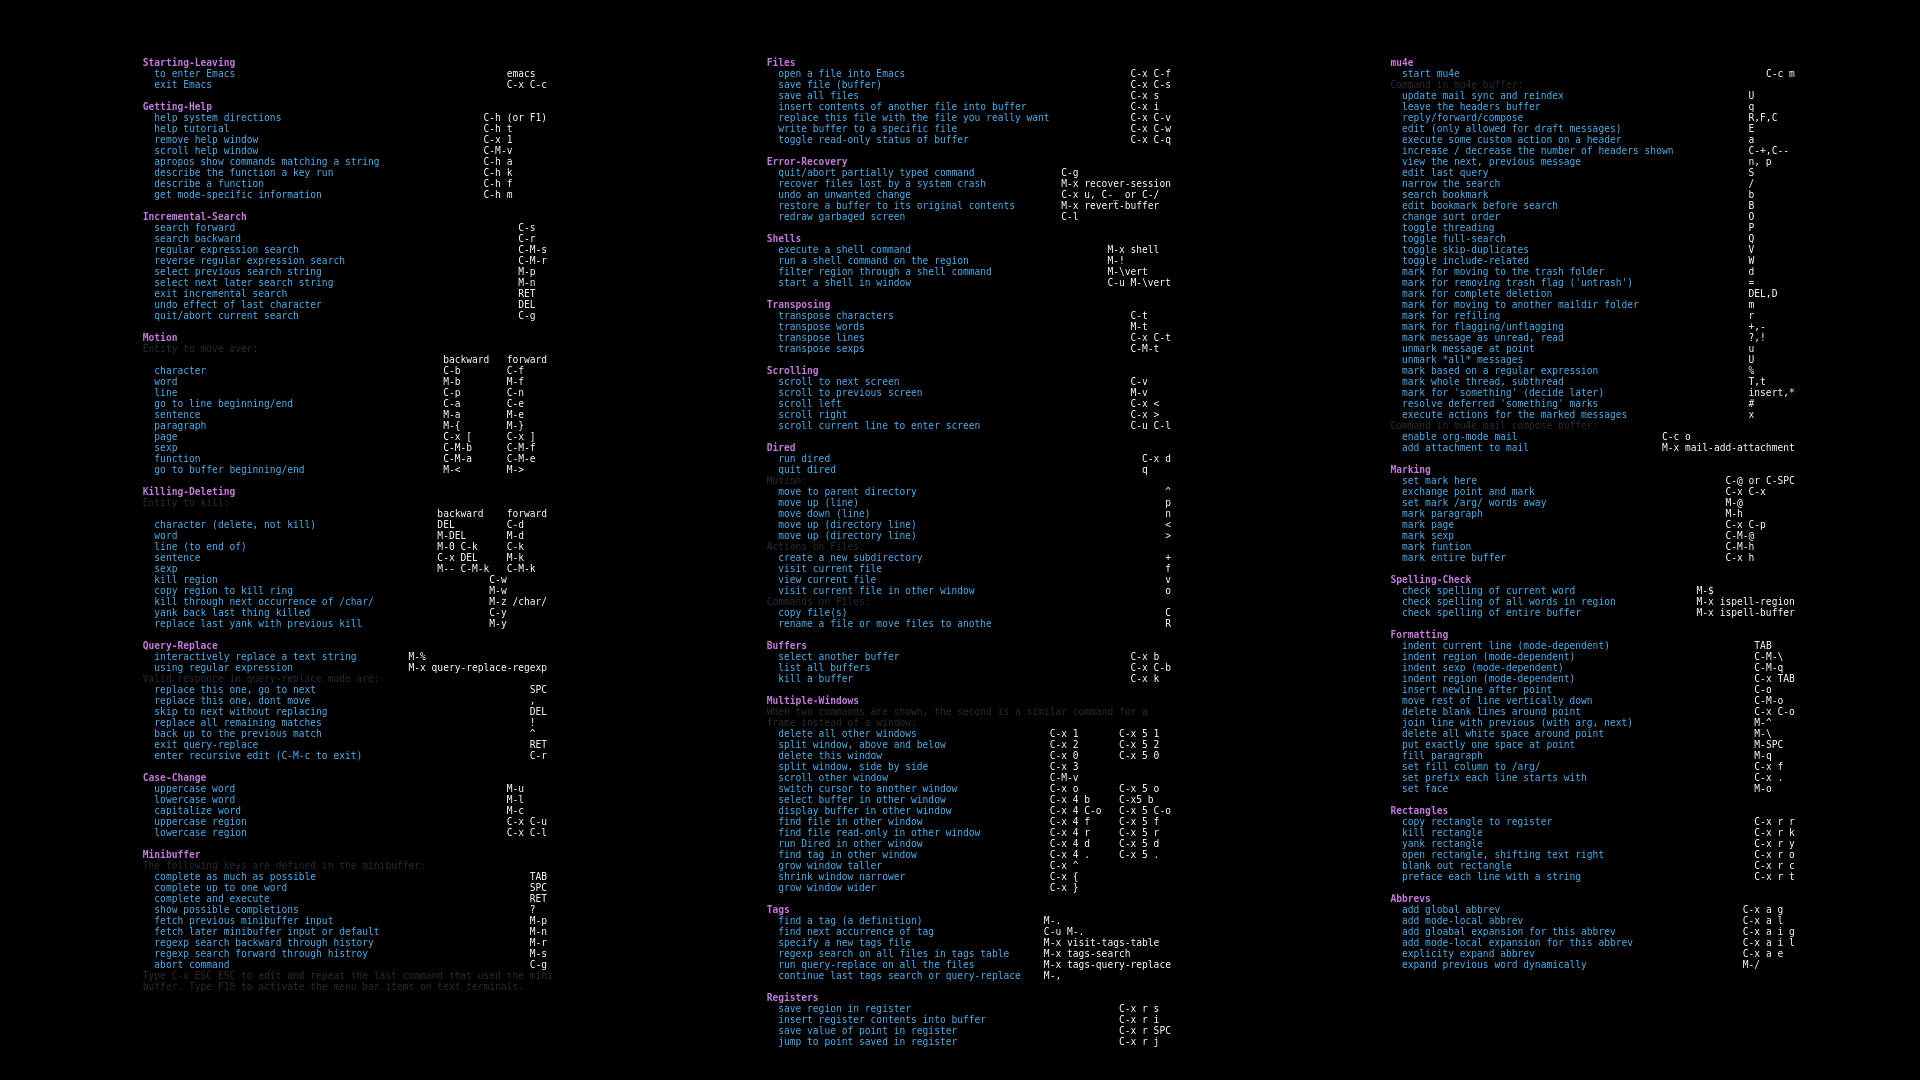 Starting-Leaving
to enter Emacs emacs
exit Emacs C-x C-c
Getting-Help
help system directions C-h (or F1)
help tutorial C-h t
remove help window C-x 1
scroll help window C-M-v
apropos show commands matching a string C-h a
describe the function a key run C-h k
describe a function C-h f
get mode-specific information C-h m
Incremental-Search
search forward C-s
search backward C-r
regular expression search C-M-s
reverse regular expression search C-M-r
select previous search string M-p
select next later search string M-n
exit incremental search RET
undo effect of last character DEL
quit/abort current search C-g
Motion
Entity to move over:
backward forward
character C-b C-f
word M-b M-f
line C-p C-n
go to line beginning/end C-a C-e
sentence M-a M-e
paragraph M-{ M-}
page C-x [ C-x ]
sexp C-M-b C-M-f
function C-M-a C-M-e
go to buffer beginning/end M-< M->
Killing-Deleting
Entity to kill:
backward forward
character (delete, not kill) DEL C-d
word M-DEL M-d
line (to end of) M-0 C-k C-k
sentence C-x DEL M-k
sexp M-- C-M-k C-M-k
kill region C-w
copy region to kill ring M-w
kill through next occurrence of /char/ M-z /char/
yank back last thing killed C-y
replace last yank with previous kill M-y
Query-Replace
interactively replace a text string M-%
using regular expression M-x query-replace-regexp
Valid responce in query-replace mode are:
replace this one, go to next SPC
replace this one, dont move ,
skip to next without replacing DEL
replace all remaining matches !
back up to the previous match ^
exit query-replace RET
enter recursive edit (C-M-c to exit) C-r
Case-Change
uppercase word M-u
lowercase word M-l
capitalize word M-c
uppercase region C-x C-u
lowercase region C-x C-l
Minibuffer
The following keys are defined in the minibuffer:
complete as much as possible TAB
complete up to one word SPC
complete and execute RET
show possible completions ?
fetch previous minibuffer input M-p
fetch later minibuffer input or default M-n
regexp search backward through history M-r
regexp search forward through histroy M-s
abort command C-g
Type C-x ESC ESC to edit and repeat the last command that used the mini
buffer. Type F10 to activate the menu bar items on text terminals.
Files
open a file into Emacs C-x C-f
save file (buffer) C-x C-s
save all files C-x s
insert contents of another file into buffer C-x i
replace this file with the file you really want C-x C-v
write buffer to a specific file C-x C-w
toggle read-only status of buffer C-x C-q
Error-Recovery
quit/abort partially typed command C-g
recover files lost by a system crash M-x recover-session
undo an unwanted change C-x u, C-_ or C-/
restore a buffer to its original contents M-x revert-buffer
redraw garbaged screen C-l
Shells
execute a shell command M-x shell
run a shell command on the region M-!
filter region through a shell command M-\vert
start a shell in window C-u M-\vert
Transposing
transpose characters C-t
transpose words M-t
transpose lines C-x C-t
transpose sexps C-M-t
Scrolling
scroll to next screen C-v
scroll to previous screen M-v
scroll left C-x <
scroll right C-x >
scroll current line to enter screen C-u C-l
Dired
run dired C-x d
quit dired q
Motion:
move to parent directory ^
move up (line) p
move down (line) n
move up (directory line) <
move up (directory line) >
Actions on Files:
create a new subdirectory +
visit current file f
view current file v
visit current file in other window o
Commands on Files:
copy file(s) C
rename a file or move files to anothe R
Buffers
select another buffer C-x b
list all buffers C-x C-b
kill a buffer C-x k
Multiple-Windows
When two commands are shown, the second is a similar command for a
frame instead of a window:
delete all other windows C-x 1 C-x 5 1
split window, above and below C-x 2 C-x 5 2
delete this window C-x 0 C-x 5 0
split window, side by side C-x 3
scroll other window C-M-v
switch cursor to another window C-x o C-x 5 o
select buffer in other window C-x 4 b C-x5 b
display buffer in other window C-x 4 C-o C-x 5 C-o
find file in other window C-x 4 f C-x 5 f
find file read-only in other window C-x 4 r C-x 5 r
run Dired in other window C-x 4 d C-x 5 d
find tag in other window C-x 4 . C-x 5 .
grow window taller C-x ^
shrink window narrower C-x {
grow window wider C-x }
Tags
find a tag (a definition) M-.
find next accurrence of tag C-u M-.
specify a new tags file M-x visit-tags-table
regexp search on all files in tags table M-x tags-search
run query-replace on all the files M-x tags-query-replace
continue last tags search or query-replace M-,
Registers
save region in register C-x r s
insert register contents into buffer C-x r i
save value of point in register C-x r SPC
jump to point saved in register C-x r j
mu4e
start mu4e C-c m
Command in mu4e buffer:
update mail sync and reindex U
leave the headers buffer q
reply/forward/compose R,F,C
edit (only allowed for draft messages) E
execute some custom action on a header a
increase / decrease the number of headers shown C-+,C--
view the next, previous message n, p
edit last query S
narrow the search /
search bookmark b
edit bookmark before search B
change sort order O
toggle threading P
toggle full-search Q
toggle skip-duplicates V
toggle include-related W
mark for moving to the trash folder d
mark for removing trash flag ('untrash') =
mark for complete deletion DEL,D
mark for moving to another maildir folder m
mark for refiling r
mark for flagging/unflagging +,-
mark message as unread, read ?,!
unmark message at point u
unmark *all* messages U
mark based on a regular expression %
mark whole thread, subthread T,t
mark for 'something' (decide later) insert,*
resolve deferred 'something' marks #
execute actions for the marked messages x
Command in mu4e mail compose buffer:
enable org-mode mail C-c o
add attachment to mail M-x mail-add-attachment
Marking
set mark here C-@ or C-SPC
exchange point and mark C-x C-x
set mark /arg/ words away M-@
mark paragraph M-h
mark page C-x C-p
mark sexp C-M-@
mark funtion C-M-h
mark entire buffer C-x h
Spelling-Check
check spelling of current word M-$
check spelling of all words in region M-x ispell-region
check spelling of entire buffer M-x ispell-buffer
Formatting
indent current line (mode-dependent) TAB
indent region (mode-dependent) C-M-\
indent sexp (mode-dependent) C-M-q
indent region (mode-dependent) C-x TAB
insert newline after point C-o
move rest of line vertically down C-M-o
delete blank lines around point C-x C-o
join line with previous (with arg, next) M-^
delete all white space around point M-\
put exactly one space at point M-SPC
fill paragraph M-q
set fill column to /arg/ C-x f
set prefix each line starts with C-x .
set face M-o
Rectangles
copy rectangle to register C-x r r
kill rectangle C-x r k
yank rectangle C-x r y
open rectangle, shifting text right C-x r o
blank out rectangle C-x r c
preface each line with a string C-x r t
Abbrevs
add global abbrev C-x a g
add mode-local abbrev C-x a l
add gloabal expansion for this abbrev C-x a i g
add mode-local expansion for this abbrev C-x a i l
explicity expand abbrev C-x a e
expand previous word dynamically M-/